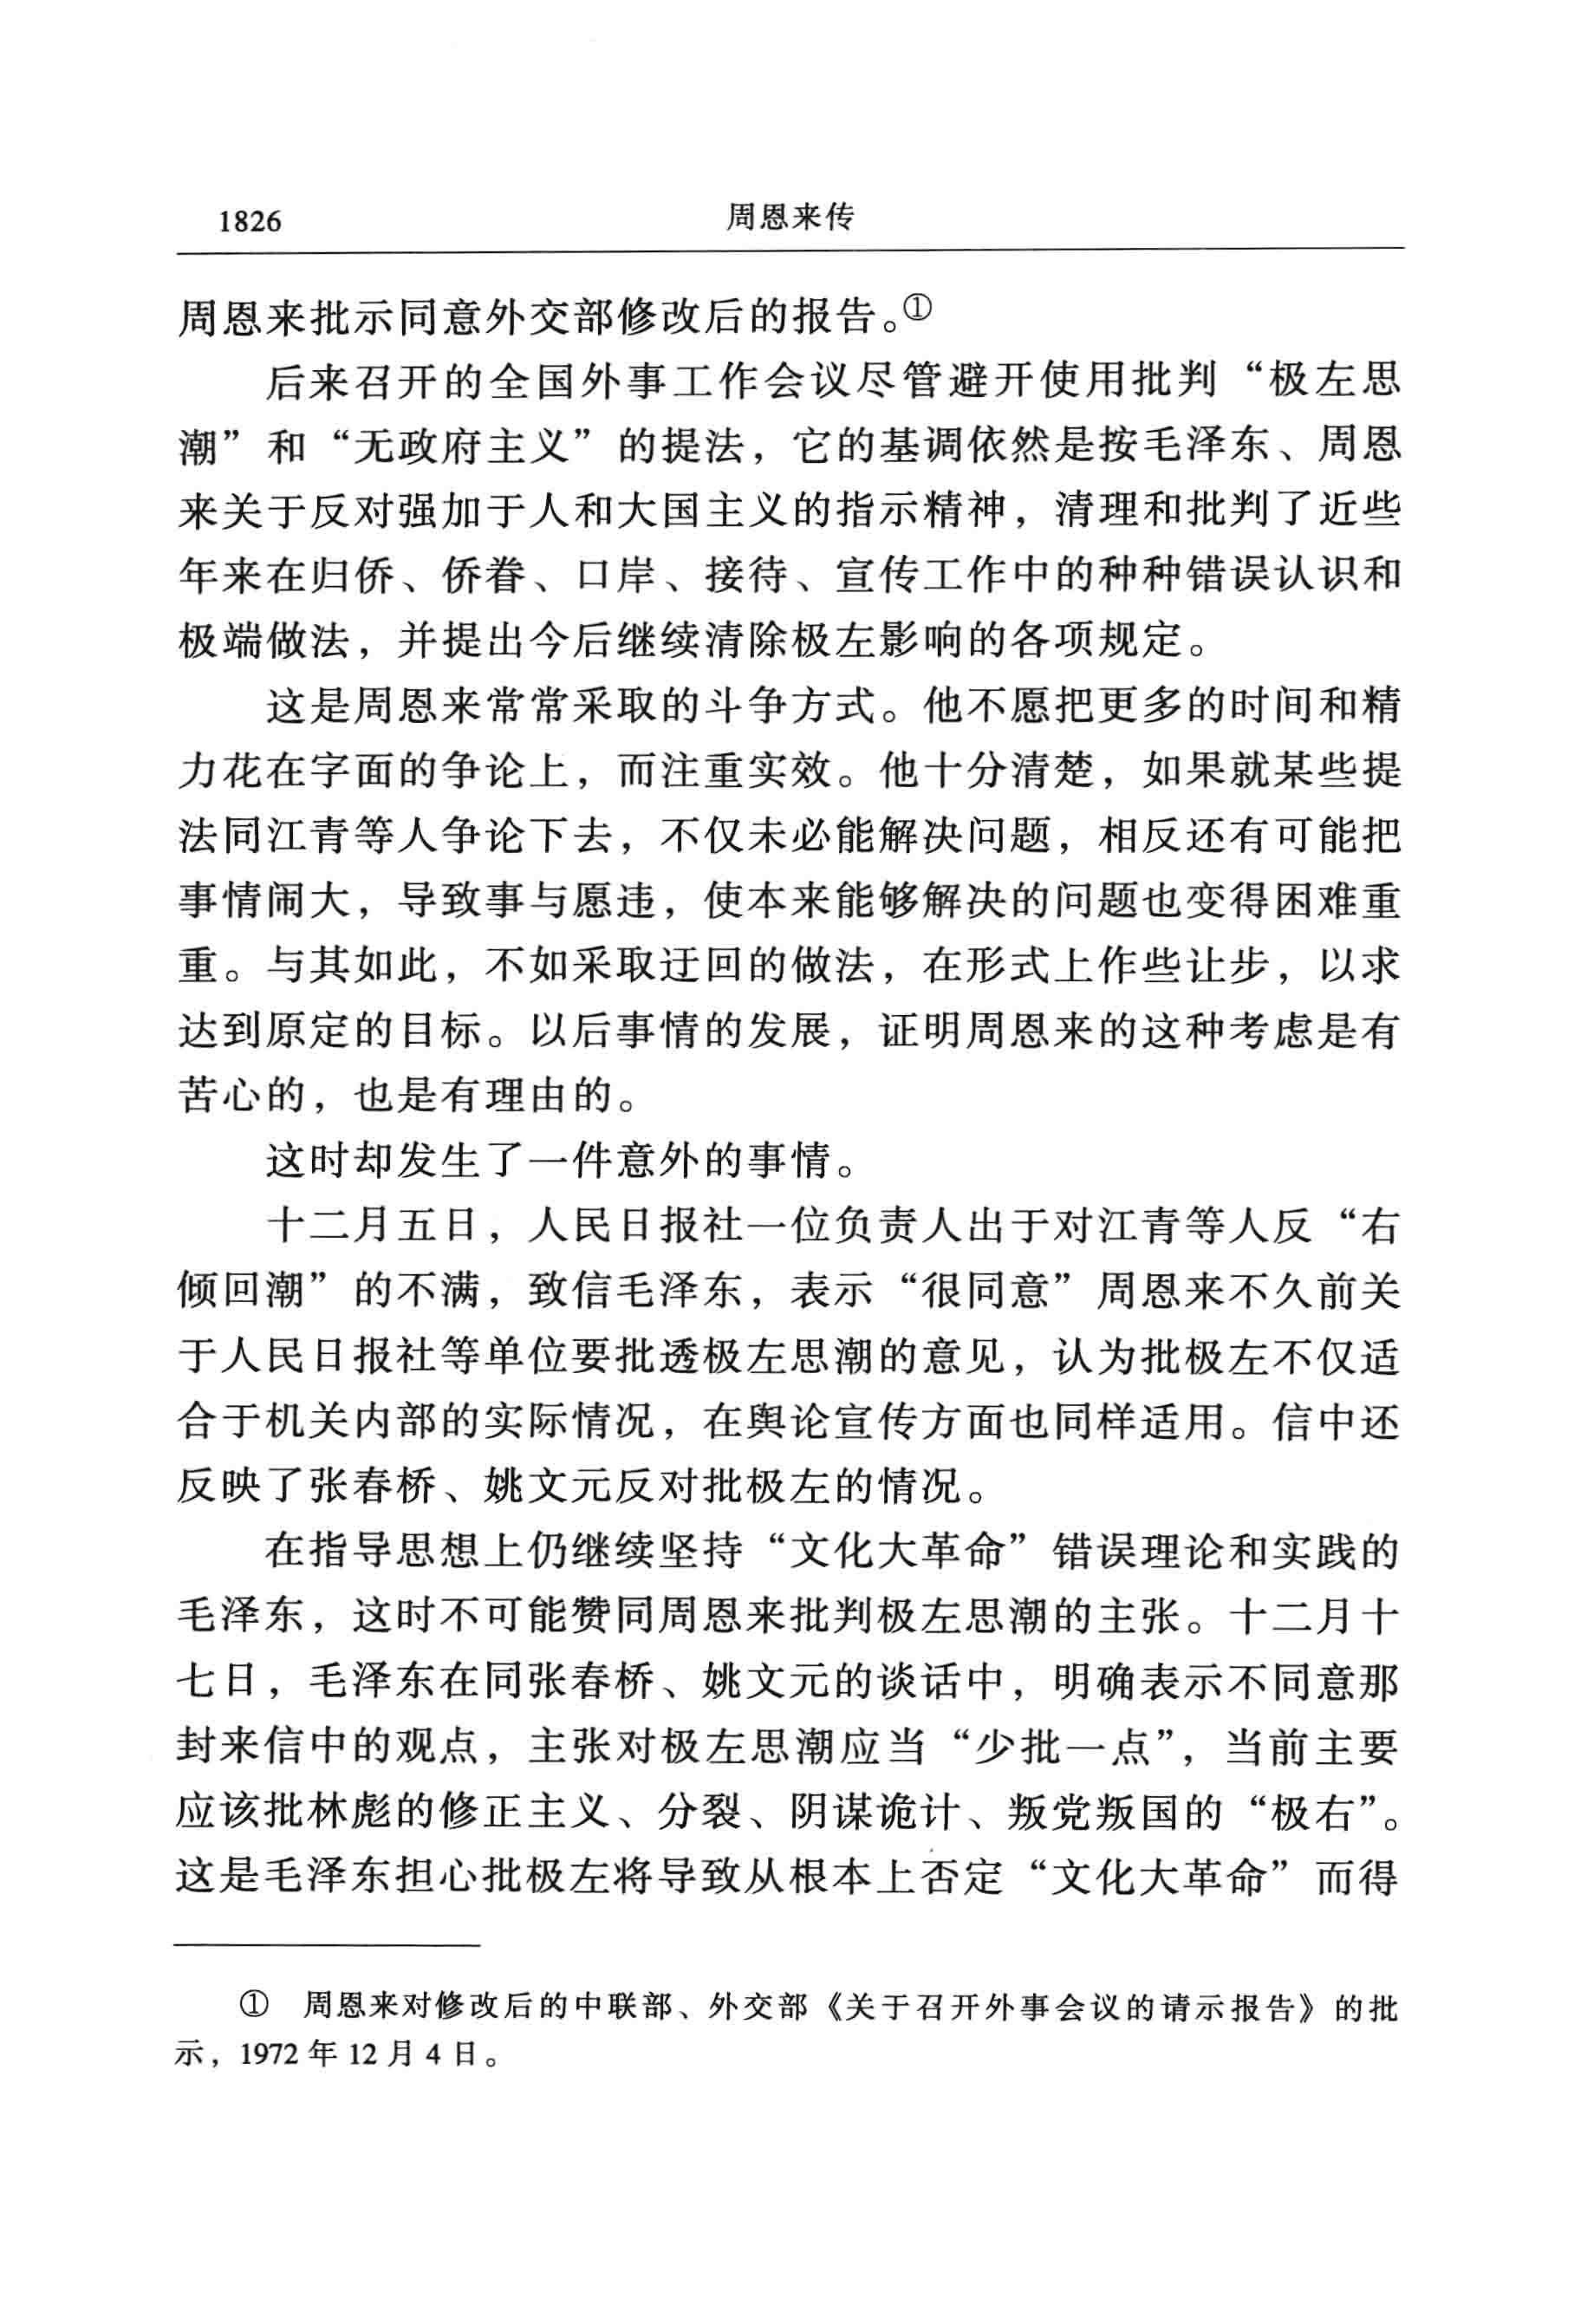 1826
周恩来传
周恩来批示同意外交部修改后的报告。①
后来召开的全国外事工作会议尽管避开使用批判“极左思
潮”和“无政府主义”的提法，它的基调依然是按毛泽东、周恩
来关于反对强加于人和大国主义的指示精神，清理和批判了近些
年来在归侨、侨眷、口岸、接待、宣传工作中的种种错误认识和
极端做法，并提出今后继续清除极左影响的各项规定。
这是周恩来常常采取的斗争方式。他不愿把更多的时间和精
力花在字面的争论上，而注重实效。他十分清楚，如果就某些提
法同江青等人争论下去，不仅未必能解决问题，相反还有可能把
事情闹大，导致事与愿违，使本来能够解决的问题也变得困难重
重。与其如此，不如采取迂回的做法，在形式上作些让步，以求
达到原定的目标。以后事情的发展，证明周恩来的这种考虑是有
苦心的，也是有理由的。
这时却发生了一件意外的事情。
十二月五日，人民日报社一位负责人出于对江青等人反“右
倾回潮”的不满，致信毛泽东，表示“很同意”周恩来不久前关
于人民日报社等单位要批透极左思潮的意见，认为批极左不仅适
合于机关内部的实际情况，在舆论宣传方面也同样适用。信中还
反映了张春桥、姚文元反对批极左的情况。
在指导思想上仍继续坚持“文化大革命”错误理论和实践的
毛泽东，这时不可能赞同周恩来批判极左思潮的主张。十二月十
七日，毛泽东在同张春桥、姚文元的谈话中，明确表示不同意那
封来信中的观点，主张对极左思潮应当“少批一点”，当前主要
应该批林彪的修正主义、分裂、阴谋诡计、叛党叛国的“极右”。
这是毛泽东担心批极左将导致从根本上否定“文化大革命”而得
① 周恩来对修改后的中联部、外交部《关于召开外事会议的请示报告》的批
示，1972年12月4日。